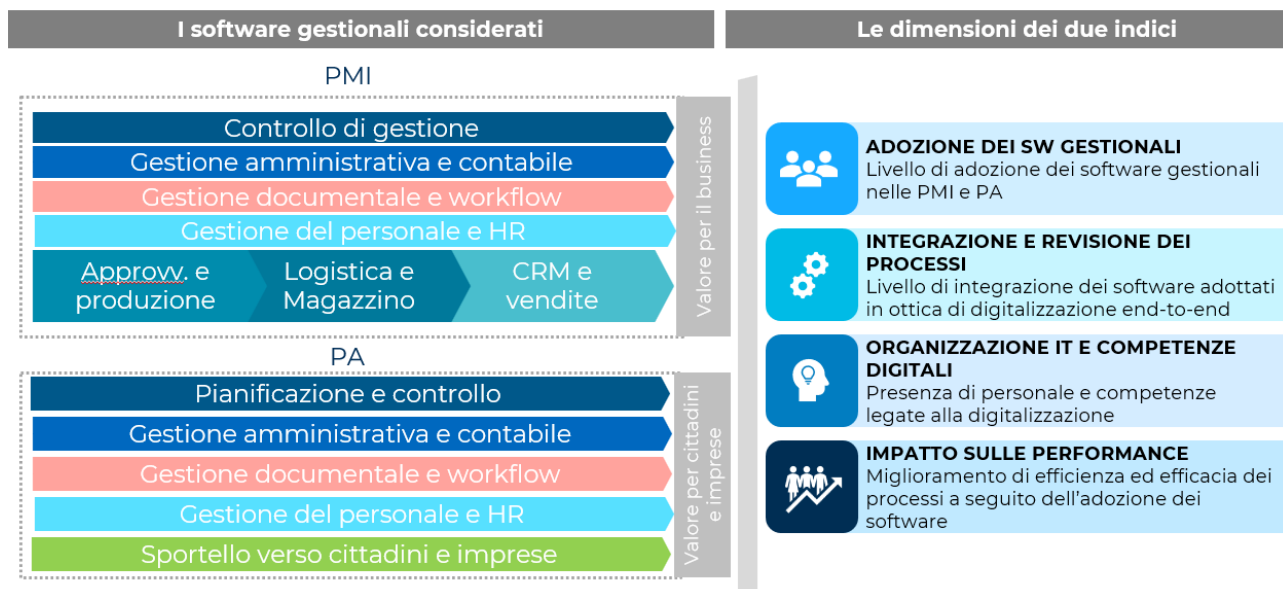 I software gestionali considerati
PMI
Controllo di gestione
Gestione amministrativa e contabile
Gestione documentale e workflow
Gestione del personale e HR
Approvv. e
produzione
Logistica e
Magazzino
CRM e
vendite
Valore per il business
PA
Pianificazione e controllo
Gestione amministrativa e contabile
Gestione documentale e workflow
Gestione del personale e HR
Sportello verso cittadini e imprese
Valore per cittadini
e imprese
Le dimensioni dei due indici
ADOZIONE DEI SW GESTIONALI
Livello di adozione dei software gestionali
nelle PMI e PA
INTEGRAZIONE E REVISIONE DEI
PROCESSI
Livello di integrazione dei software adottati
in ottica di digitalizzazione end-to-end
ORGANIZZAZIONE IT E COMPETENZE
DIGITALI
Presenza di personale e competenze
legate alla digitalizzazione
IMPATTO SULLE PERFORMANCE
Miglioramento di efficienza ed efficacia dei
processi a seguito dell'adozione dei
software